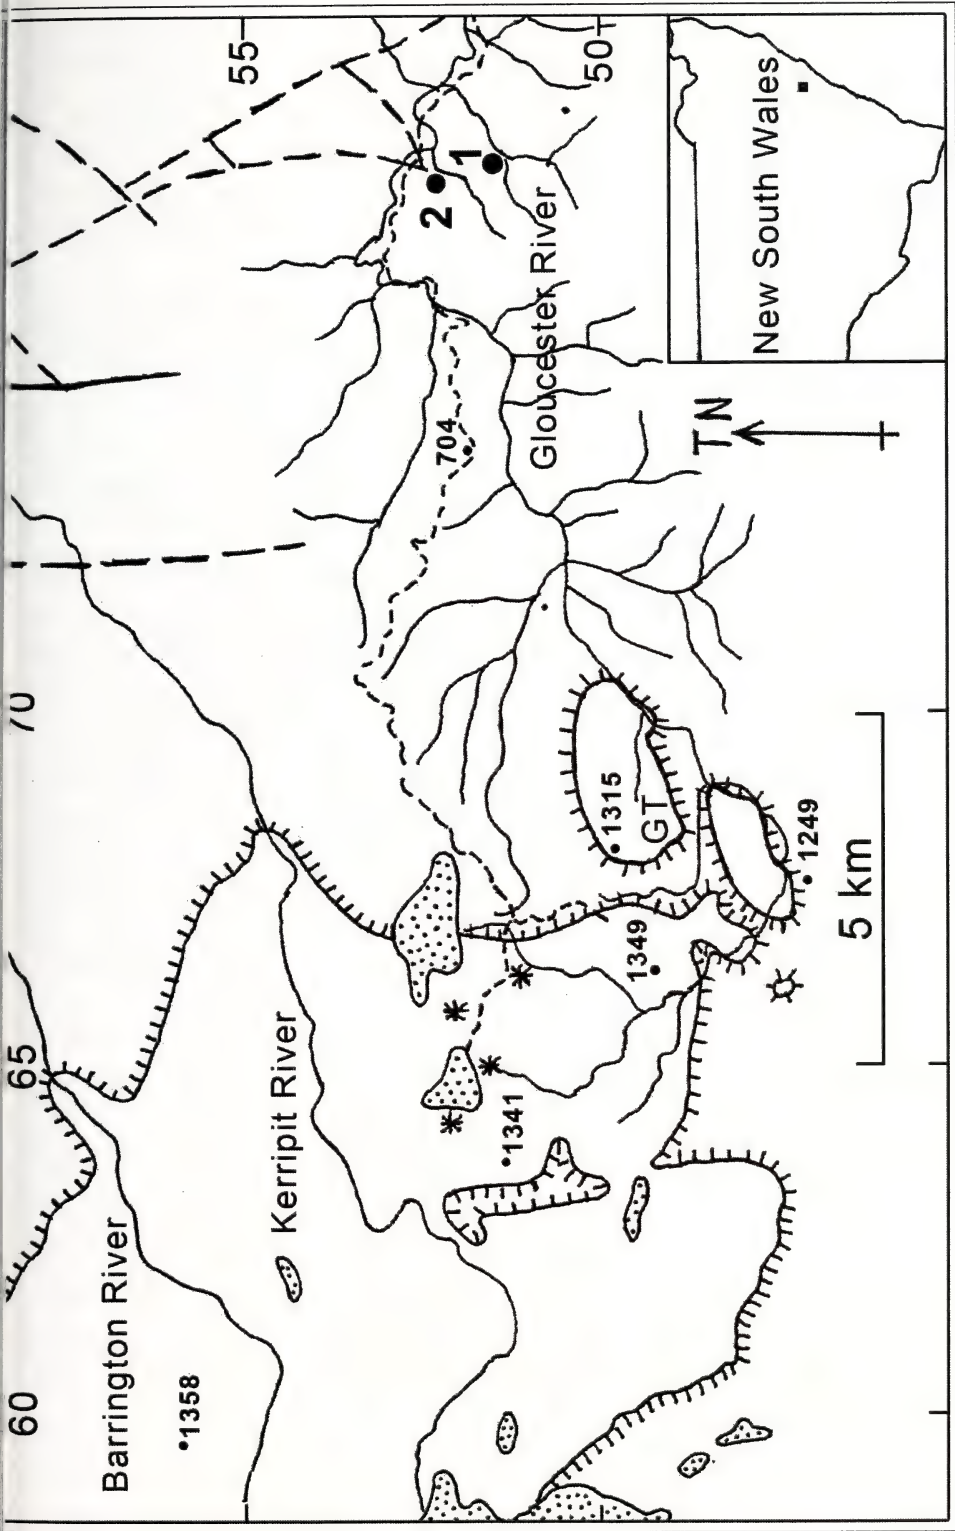 60
65
70
55
50
Barrington River
1358
Kerripit River
1341
1349
1249
1315
GT
704
Gloucester River
2
1
TN
5 km
New South Wales